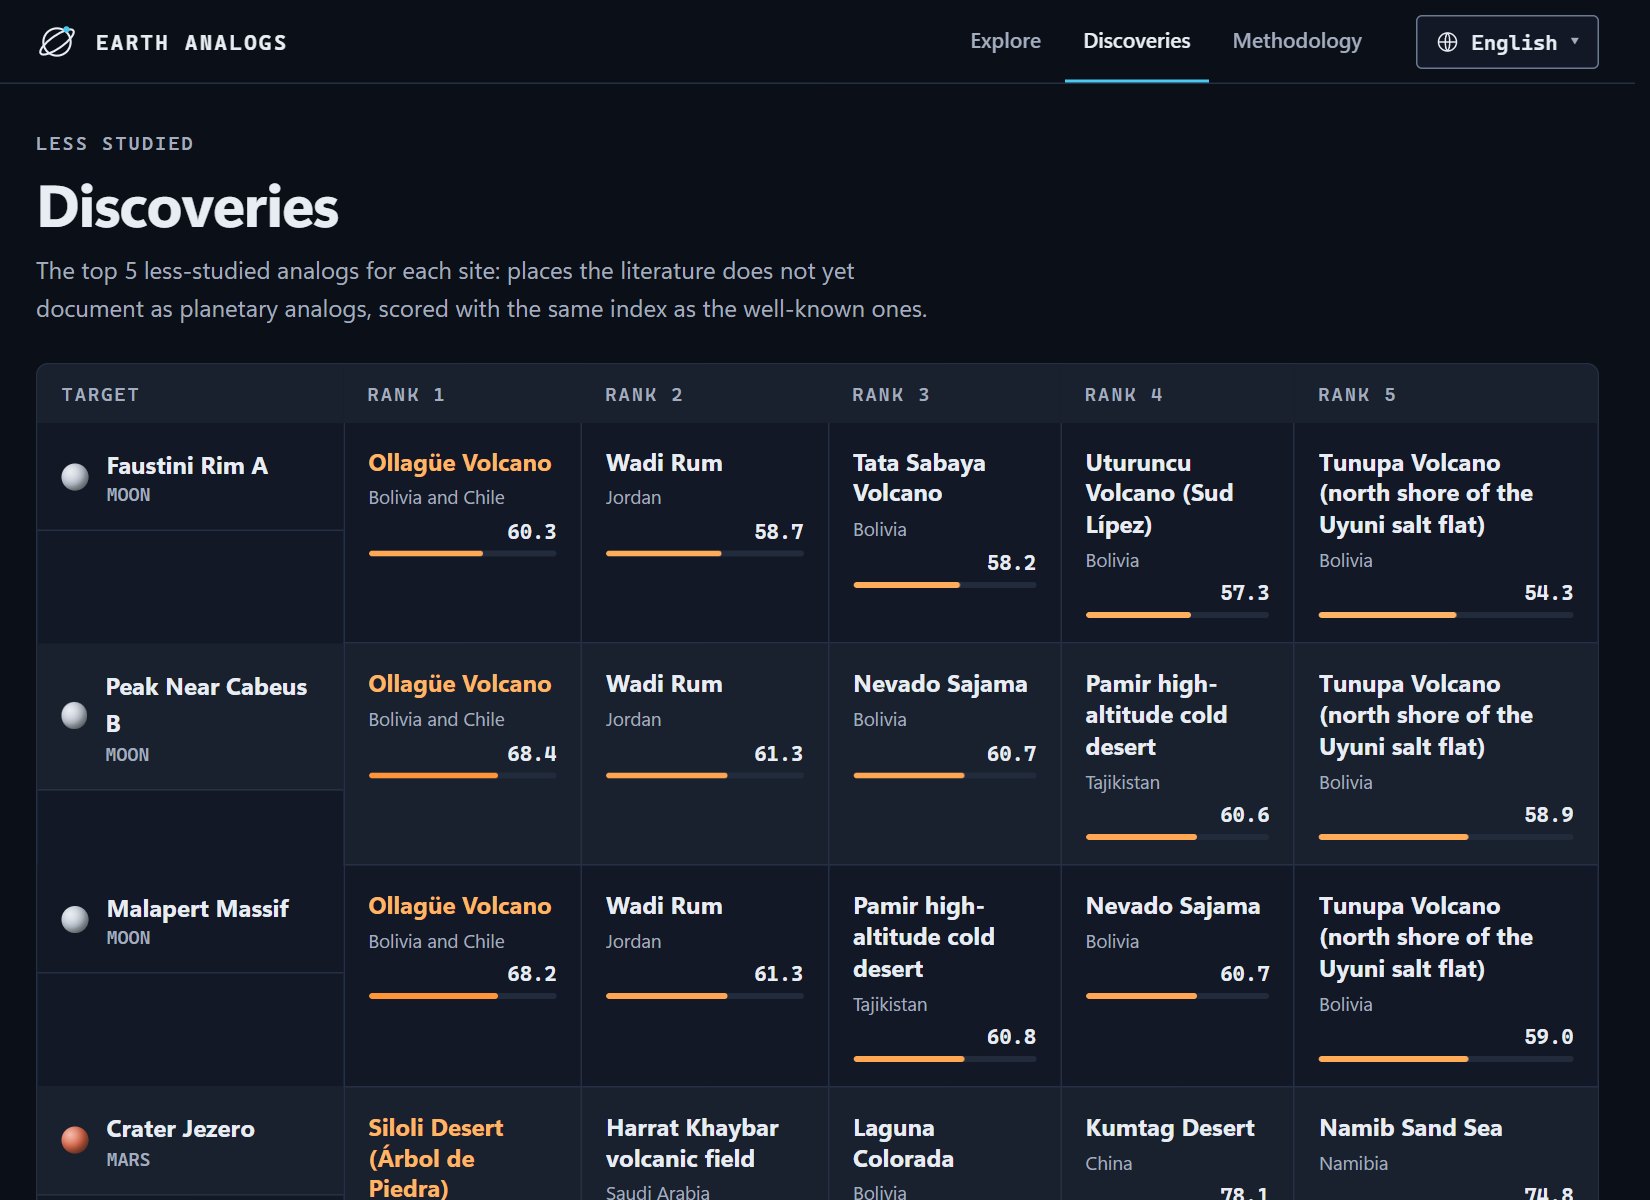 EARTH ANALOGS
Explore
Discoveries
Methodology
English
LESS STUDIED
Discoveries
The top 5 less-studied analogs for each site: places the literature does not yet
document as planetary analogs, scored with the same index as the well-known ones.
TARGET
RANK 1
RANK 2
RANK 3
RANK 4
RANK 5
Faustini Rim A
MOON
Ollagüe Volcano
Bolivia and Chile
60.3
Wadi Rum
Jordan
58.7
Tata Sabaya
Volcano
Bolivia
58.2
Uturuncu
Volcano (Sud
Lípez)
Bolivia
57.3
Tunupa Volcano
(north shore of the
Uyuni salt flat)
Bolivia
54.3
Peak Near Cabeus
B
MOON
Ollagüe Volcano
Bolivia and Chile
68.4
Wadi Rum
Jordan
61.3
Nevado Sajama
Bolivia
60.7
Pamir high-
altitude cold
desert
Tajikistan
60.6
Tunupa Volcano
(north shore of the
Uyuni salt flat)
Bolivia
58.9
Malapert Massif
MOON
Ollagüe Volcano
Bolivia and Chile
68.2
Wadi Rum
Jordan
61.3
Pamir high-
altitude cold
desert
Tajikistan
60.8
Nevado Sajama
Bolivia
60.7
Tunupa Volcano
(north shore of the
Uyuni salt flat)
Bolivia
59.0
Crater Jezero
MARS
Siloli Desert
(Árbol de
Piedra)
Harrat Khaybar
volcanic field
Saudi Arabia
Laguna
Colorada
Bolivia
Kumtag Desert
China
78.1
Namib Sand Sea
Namibia
74.8